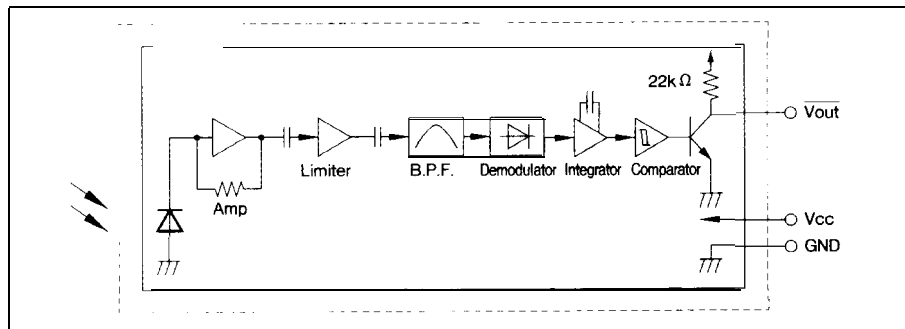 22kΩ
Vout
Limiter
B.P.F.
Demodulator
Integrator
Comparator
Amp
Vcc
GND